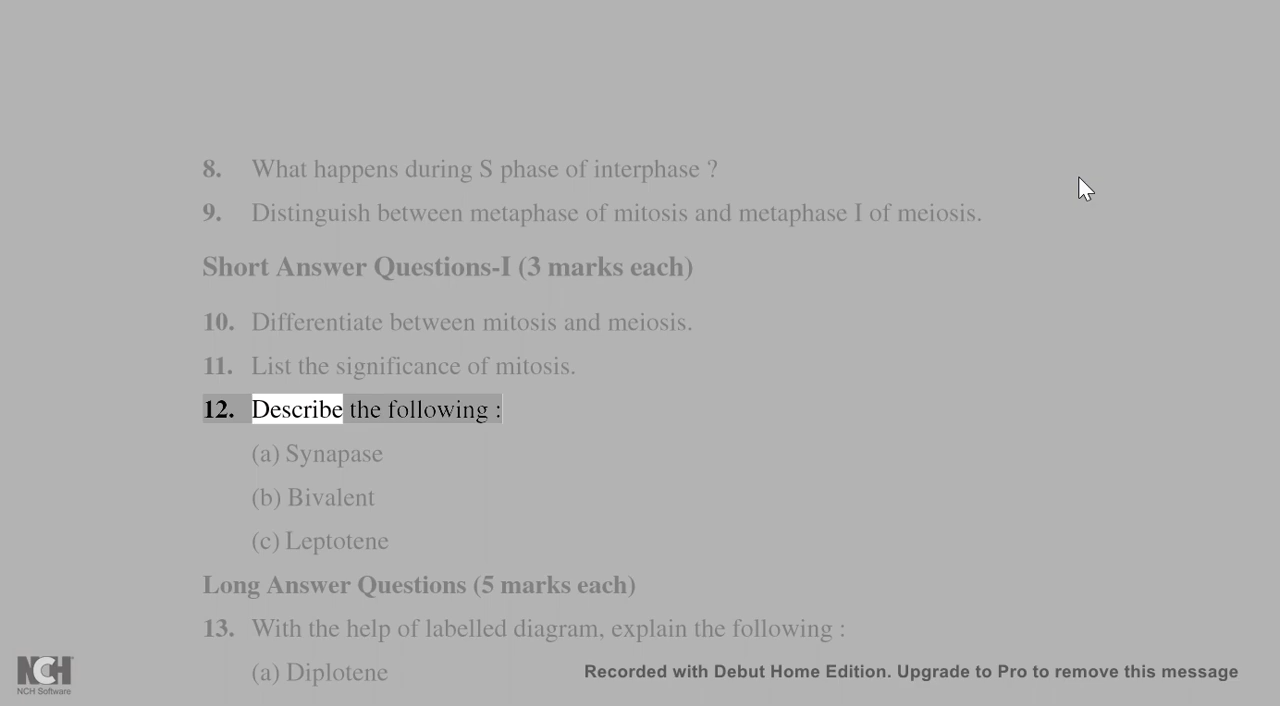 8. What happens during S phase of interphase ?
9. Distinguish between metaphase of mitosis and metaphase I of meiosis.
Short Answer Questions-I (3 marks each)
10. Differentiate between mitosis and meiosis.
11. List the significance of mitosis.
12. Describe the following :
(a) Synapase
(b) Bivalent
(c) Leptotene
Long Answer Questions (5 marks each)
13. With the help of labelled diagram, explain the following :
(a) Diplotene
NCH
NCH Software
Recorded with Debut Home Edition. Upgrade to Pro to remove this message